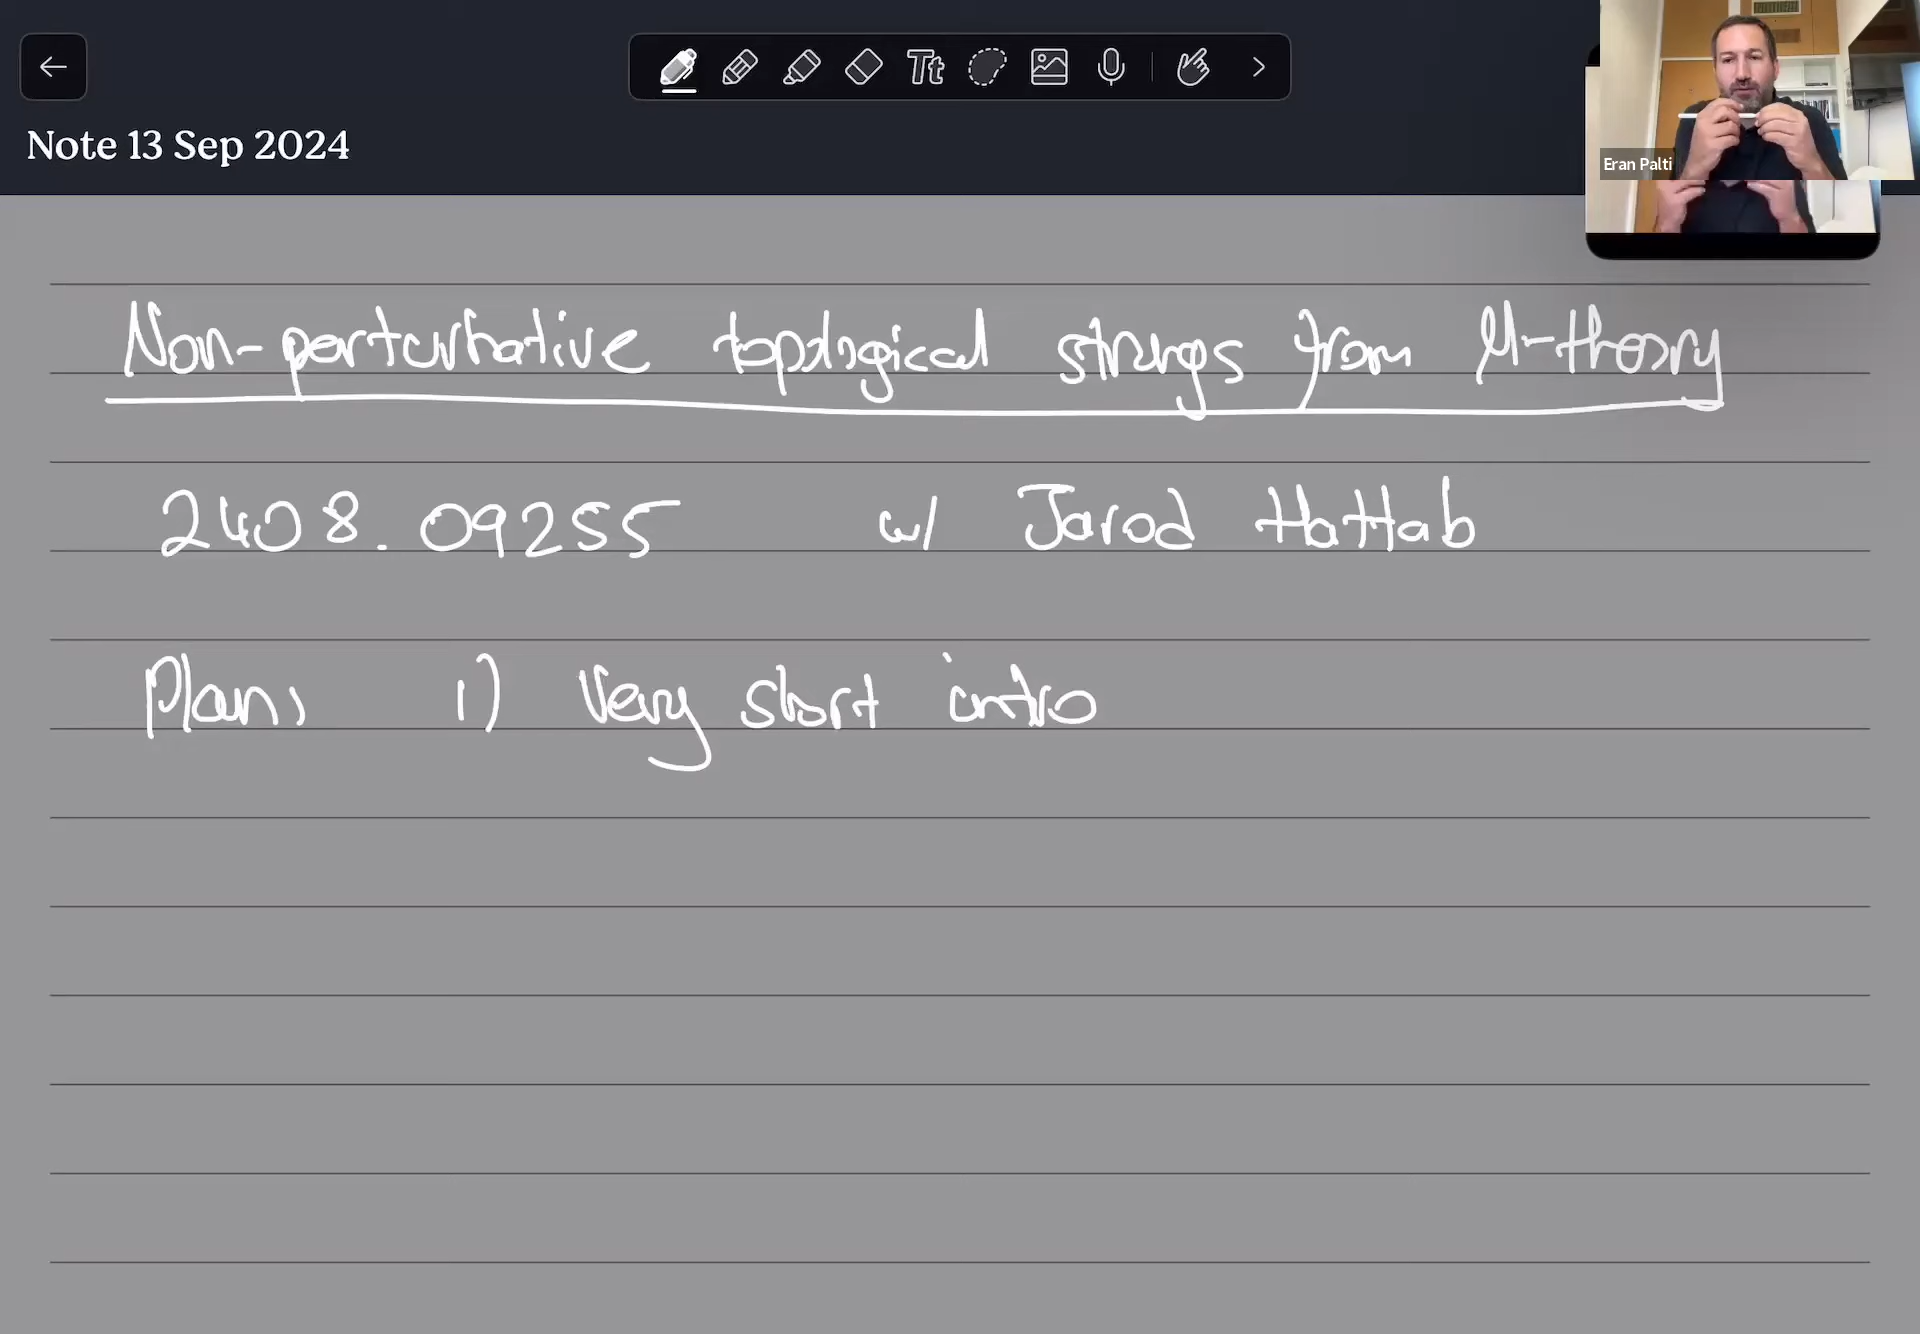 Tt
Note 13 Sep 2024
Eran Palti
Non-perturbative topological strings from M-theory
2408.09255 w/ Jarod Hattab
Plan: 1) Very short intro